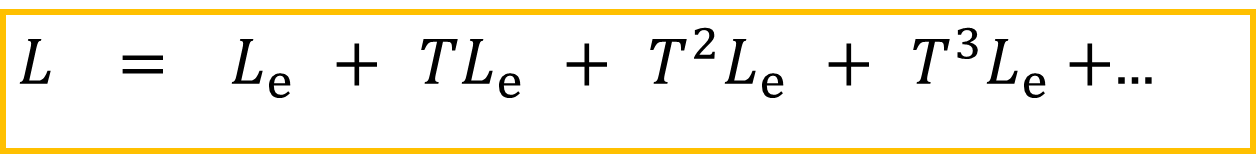 L = Lₑ + TLₑ + T²Lₑ + T³Lₑ +...